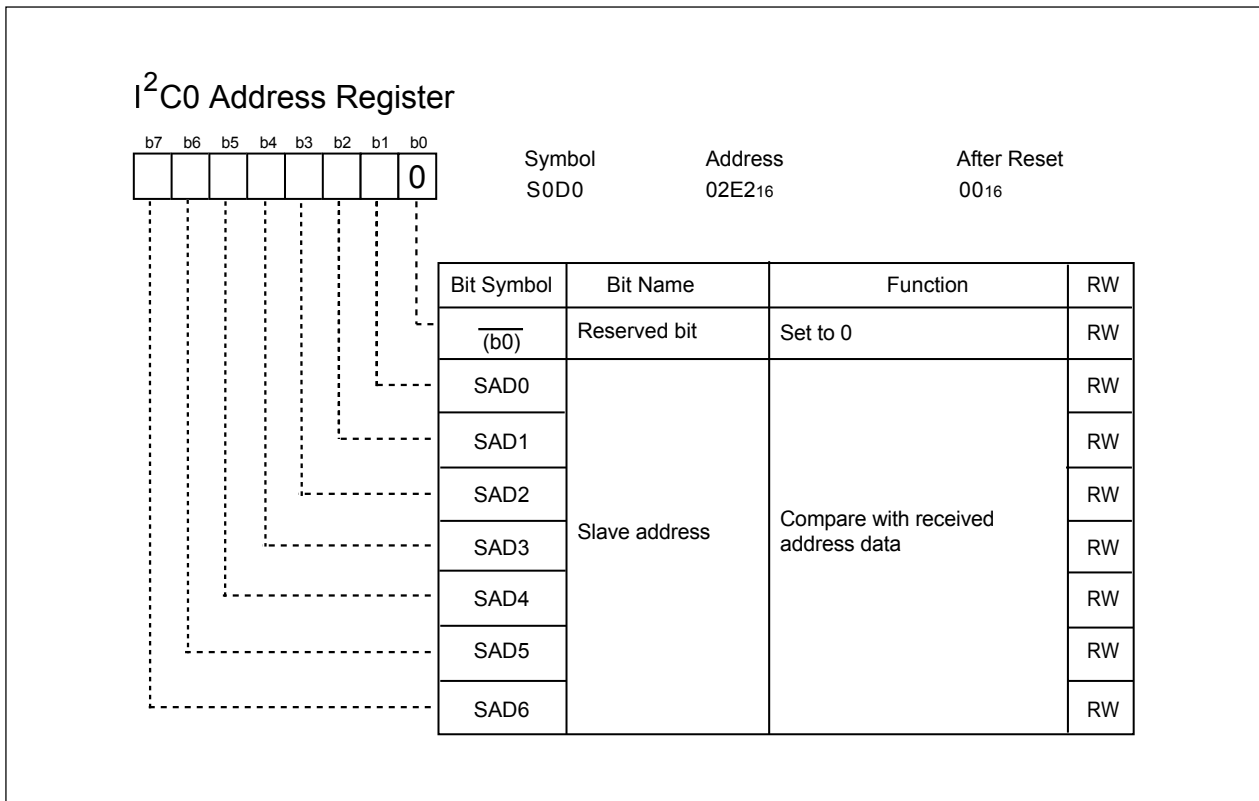 I²C0 Address Register
b7 b6 b5 b4 b3 b2 b1 b0
0
Symbol Address After Reset
S0D0 02E2₁₆ 00₁₆
Bit Symbol Bit Name Function RW
(b0) Reserved bit Set to 0 RW
SAD0 RW
SAD1 RW
SAD2 RW
Slave address Compare with received
address data
SAD3 RW
SAD4 RW
SAD5 RW
SAD6 RW